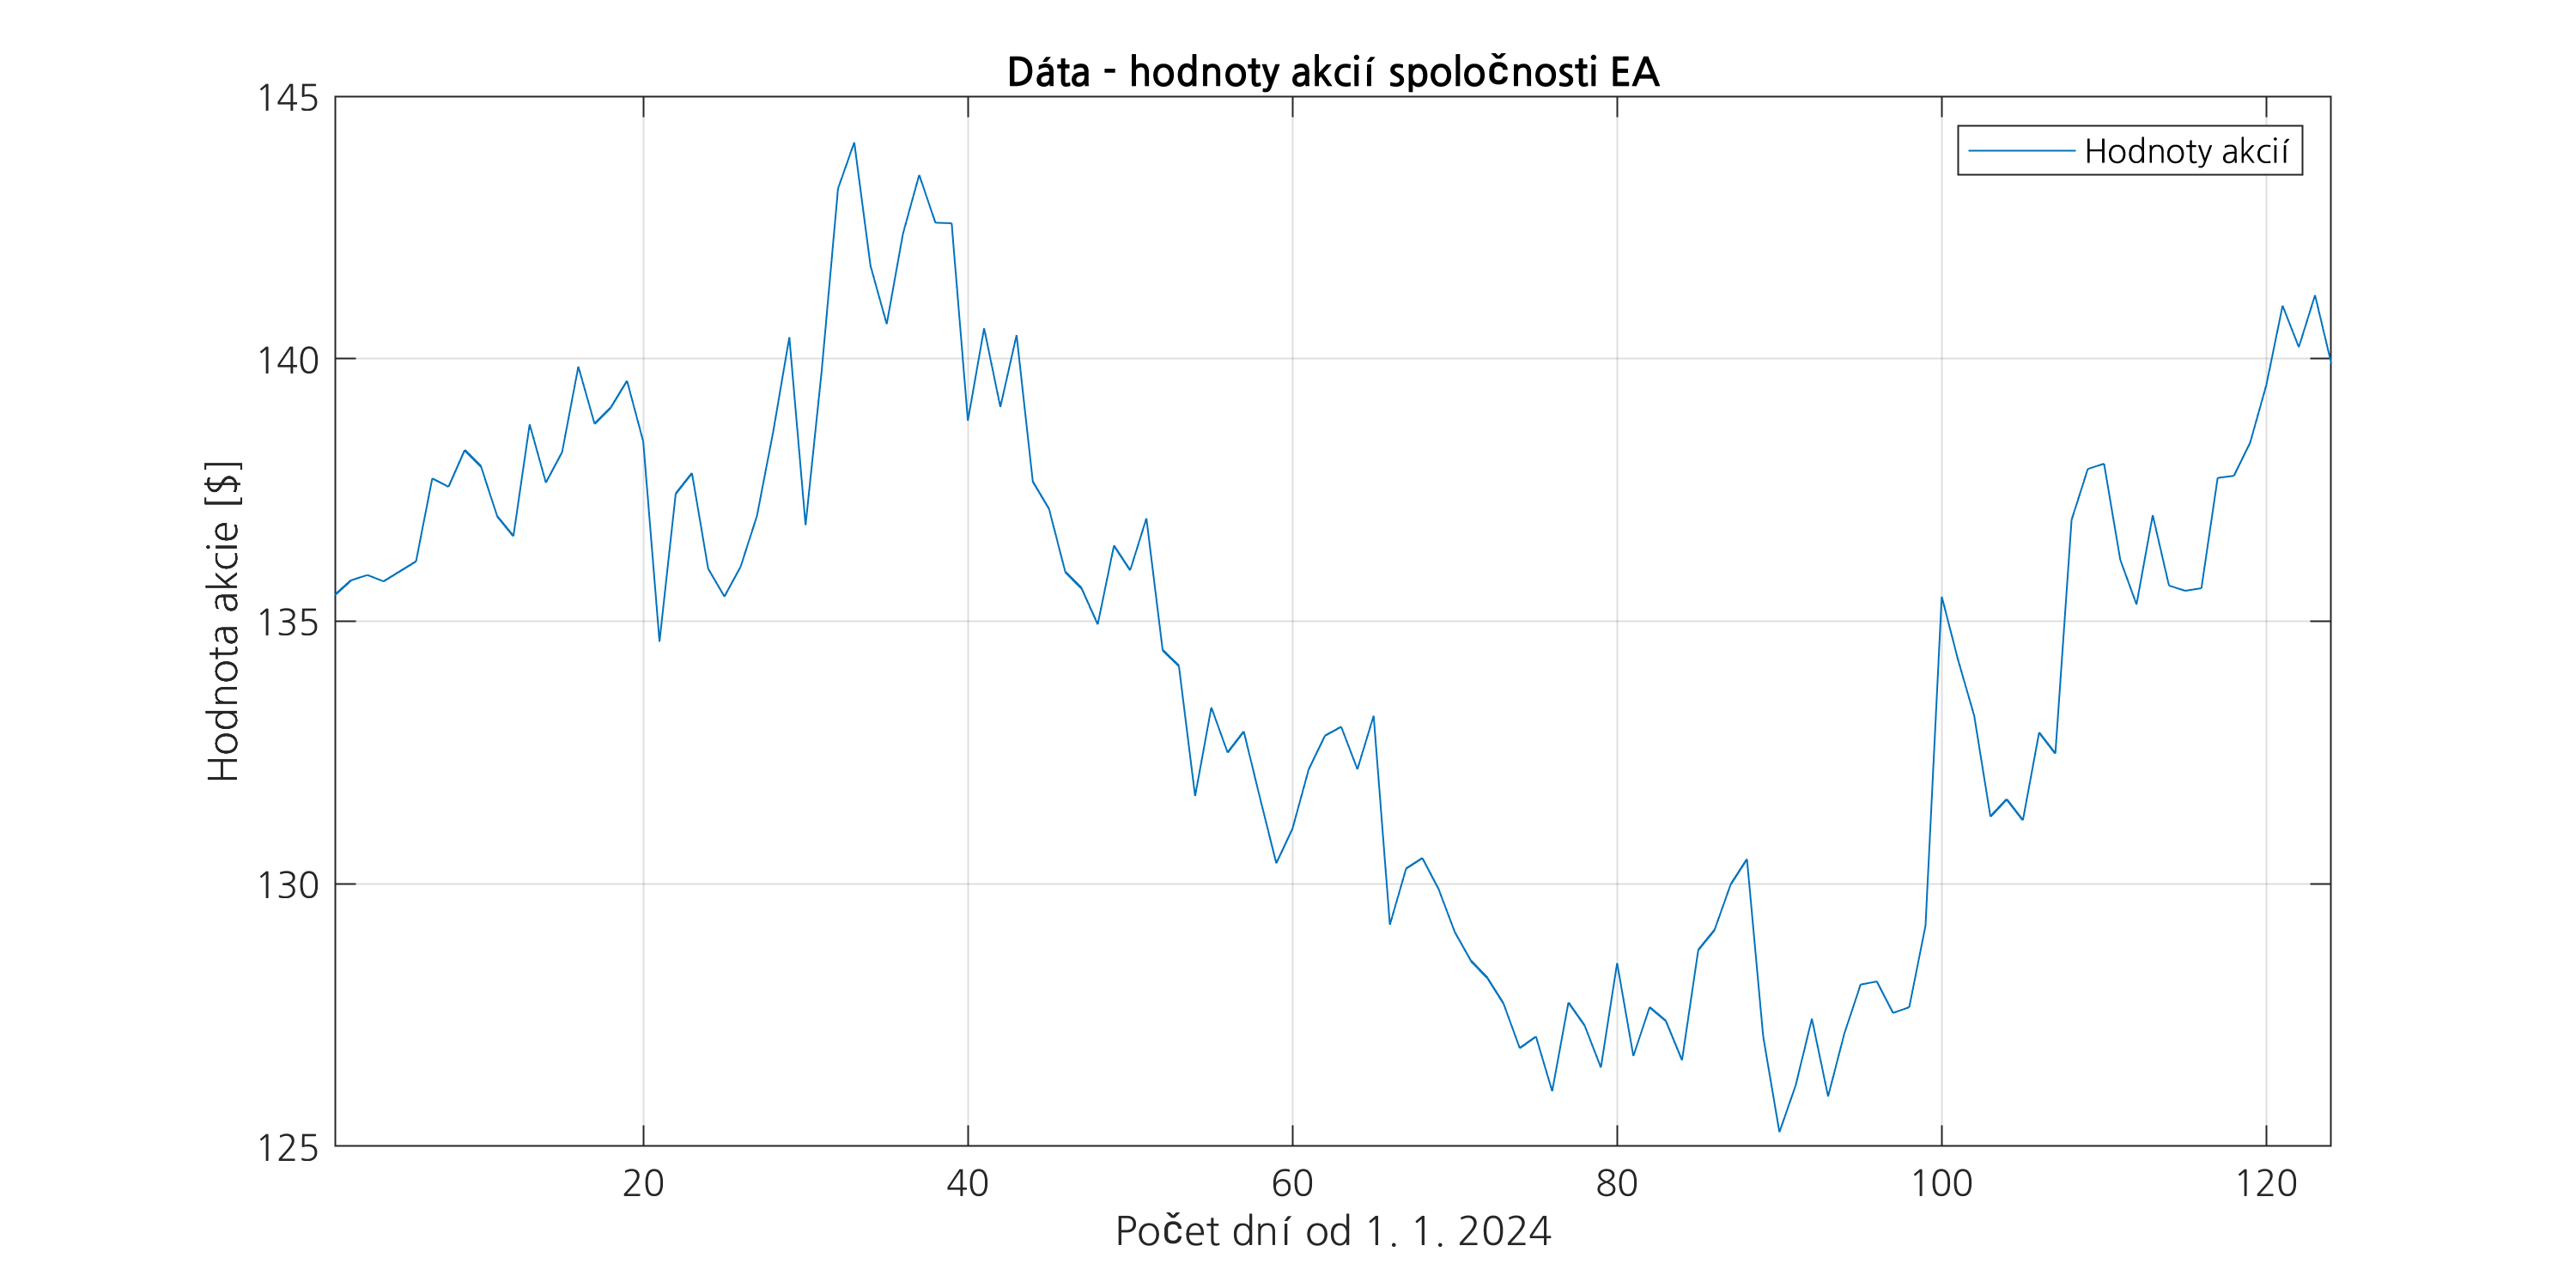 Dáta - hodnoty akcií spoločnosti EA
Hodnoty akcií
Hodnota akcie [$]
145
140
135
130
125
20 40 60 80 100 120
Počet dní od 1. 1. 2024